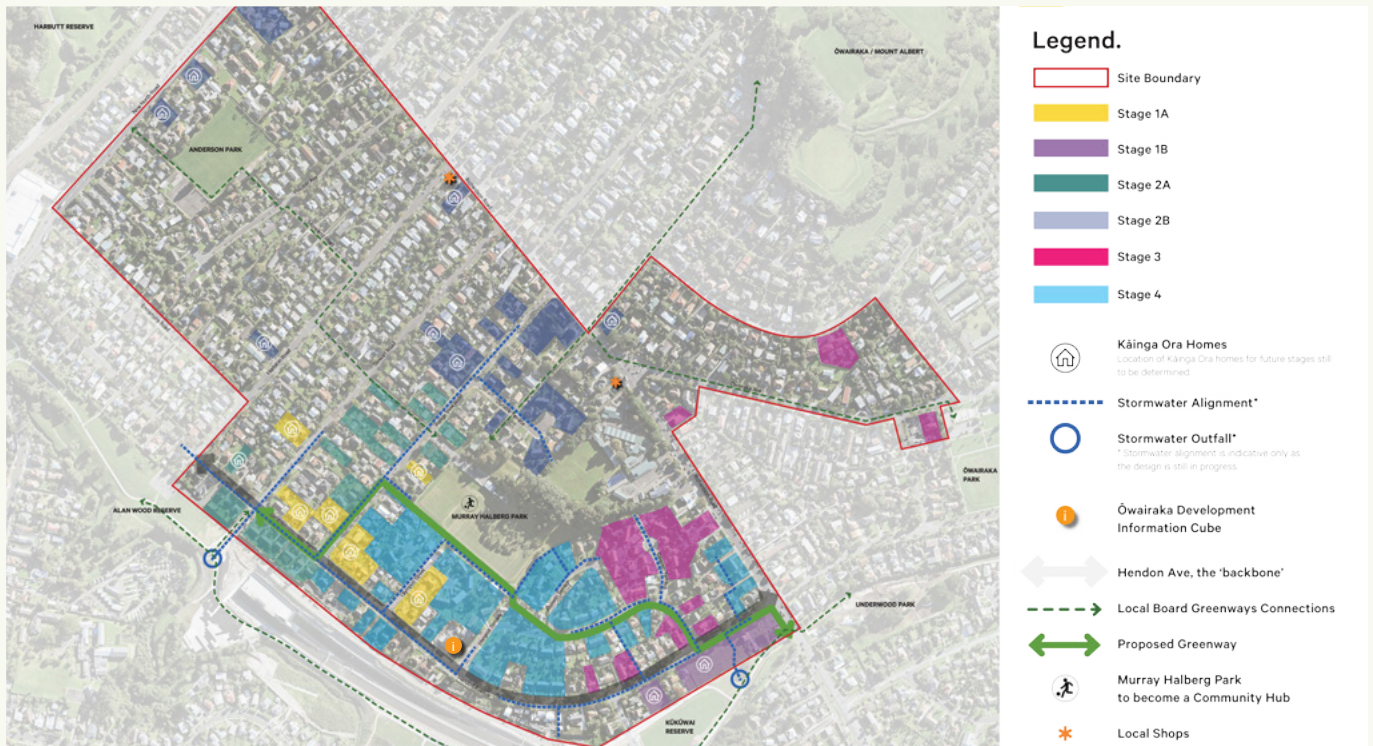 HARBUTT RESERVE
ŌWAIRAKA / MOUNT ALBERT
ANDERSON PARK
ALAN WOOD RESERVE
MURRAY HALBERG PARK
ŌWAIRAKA
PARK
UNDERWOOD PARK
KŪKŪWAI
RESERVE
Legend.
Site Boundary
Stage 1A
Stage 1B
Stage 2A
Stage 2B
Stage 3
Stage 4
Kāinga Ora Homes
Location of Kāinga Ora homes for future stages still
to be determined
Stormwater Alignment*
Stormwater Outfall*
* Stormwater alignment is indicative only as
the design is still in progress.
i
Ōwairaka Development
Information Cube
Hendon Ave, the ‘backbone’
Local Board Greenways Connections
Proposed Greenway
Murray Halberg Park
to become a Community Hub
Local Shops